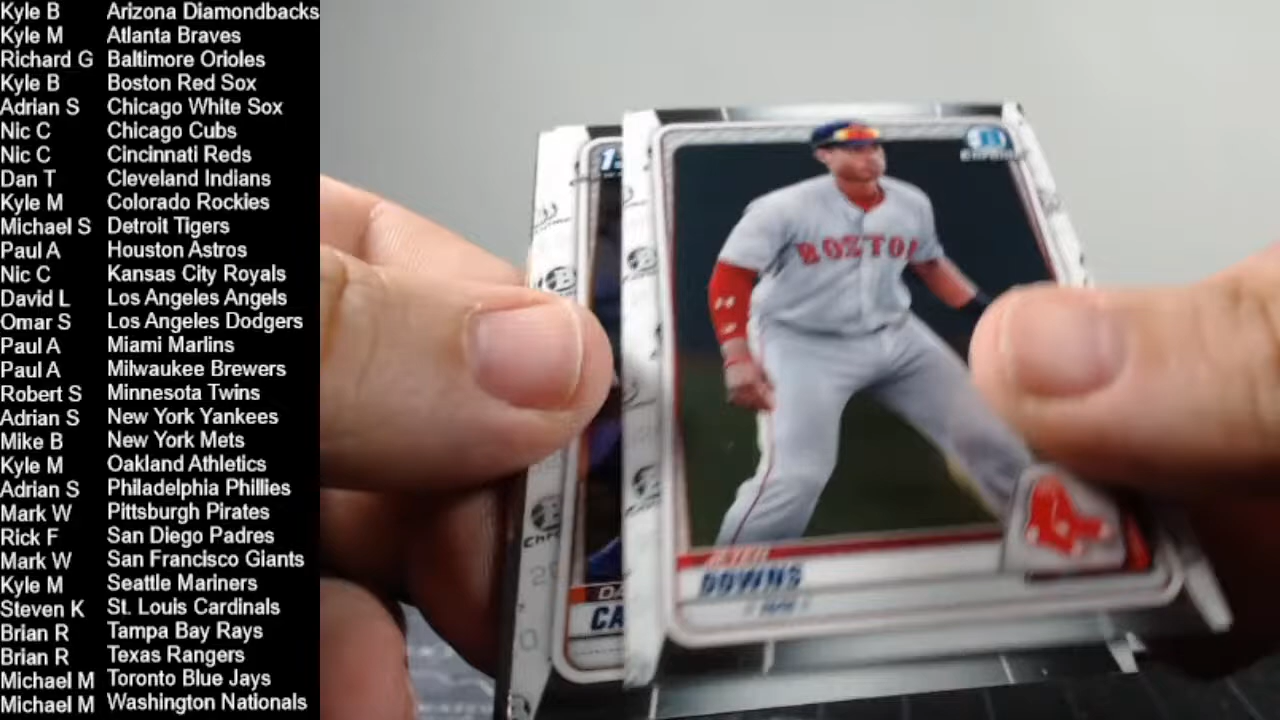 Kyle B Arizona Diamondbacks
Kyle M Atlanta Braves
Richard G Baltimore Orioles
Kyle B Boston Red Sox
Adrian S Chicago White Sox
Nic C Chicago Cubs
Nic C Cincinnati Reds
Dan T Cleveland Indians
Kyle M Colorado Rockies
Michael S Detroit Tigers
Paul A Houston Astros
Nic C Kansas City Royals
David L Los Angeles Angels
Omar S Los Angeles Dodgers
Paul A Miami Marlins
Paul A Milwaukee Brewers
Robert S Minnesota Twins
Adrian S New York Yankees
Mike B New York Mets
Kyle M Oakland Athletics
Adrian S Philadelphia Phillies
Mark W Pittsburgh Pirates
Rick F San Diego Padres
Mark W San Francisco Giants
Kyle M Seattle Mariners
Steven K St. Louis Cardinals
Brian R Tampa Bay Rays
Brian R Texas Rangers
Michael M Toronto Blue Jays
Michael M Washington Nationals
BOSTON
DOWNS
CA